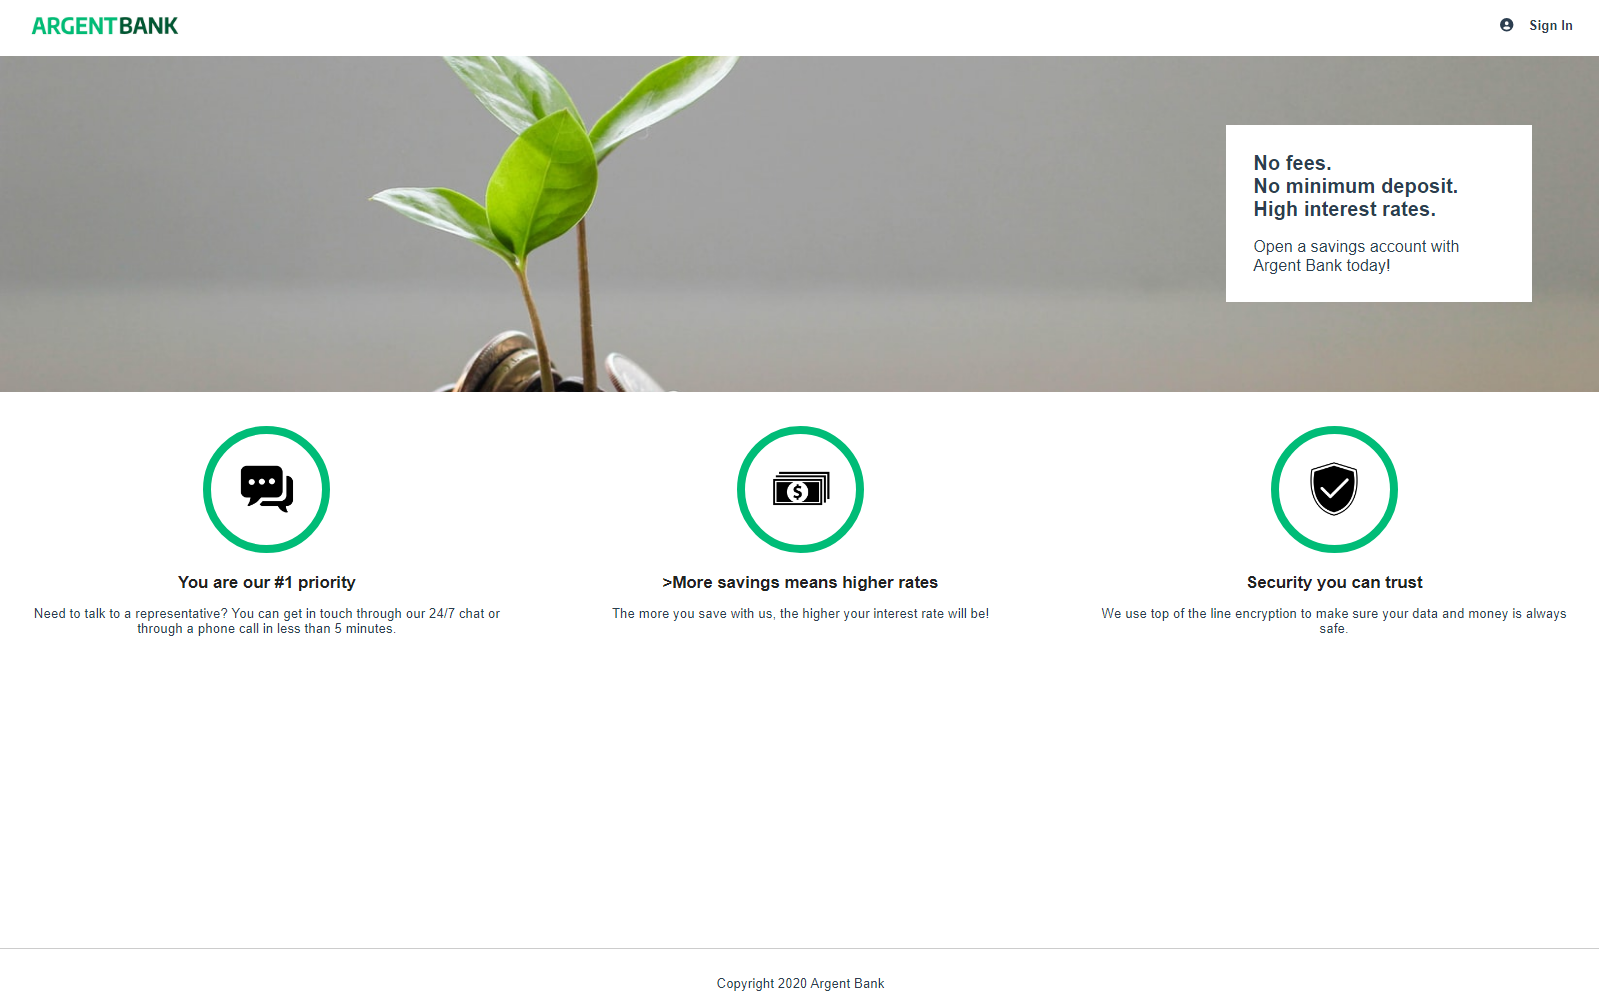 ARGENTBANK
Sign In
No fees.
No minimum deposit.
High interest rates.
Open a savings account with
Argent Bank today!
You are our #1 priority
Need to talk to a representative? You can get in touch through our 24/7 chat or
through a phone call in less than 5 minutes.
>More savings means higher rates
The more you save with us, the higher your interest rate will be!
Security you can trust
We use top of the line encryption to make sure your data and money is always
safe.
Copyright 2020 Argent Bank